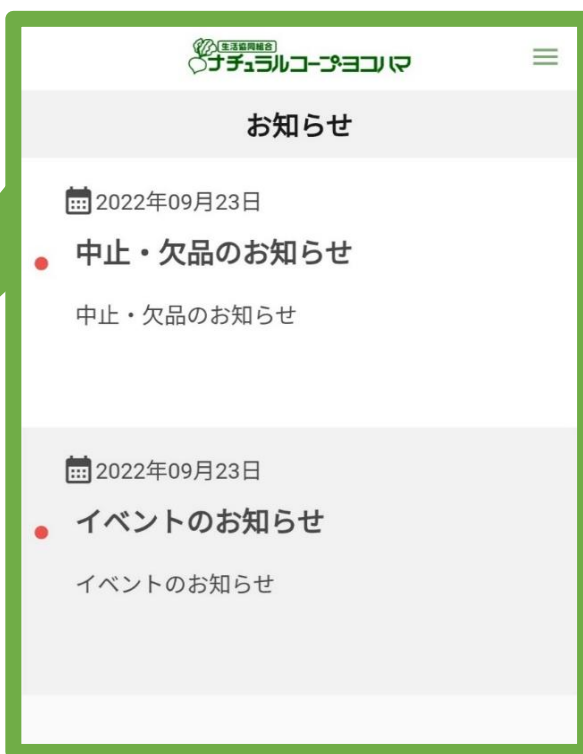 生活協同組合
ナチュラルコープ・ヨコハマ
お知らせ
2022年09月23日
中止・欠品のお知らせ
中止・欠品のお知らせ
2022年09月23日
イベントのお知らせ
イベントのお知らせ